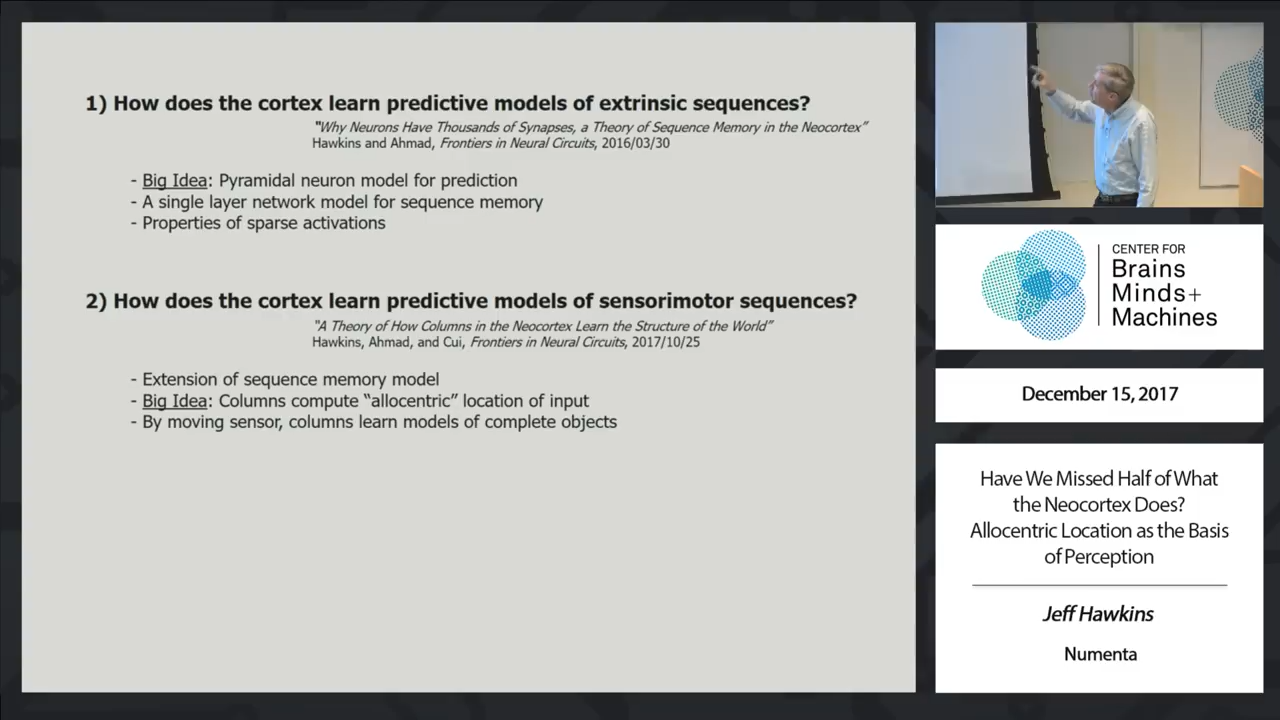 1) How does the cortex learn predictive models of extrinsic sequences?
"Why Neurons Have Thousands of Synapses, a Theory of Sequence Memory in the Neocortex"
Hawkins and Ahmad, Frontiers in Neural Circuits, 2016/03/30
- Big Idea: Pyramidal neuron model for prediction
- A single layer network model for sequence memory
- Properties of sparse activations
2) How does the cortex learn predictive models of sensorimotor sequences?
"A Theory of How Columns in the Neocortex Learn the Structure of the World"
Hawkins, Ahmad, and Cui, Frontiers in Neural Circuits, 2017/10/25
- Extension of sequence memory model
- Big Idea: Columns compute "allocentric" location of input
- By moving sensor, columns learn models of complete objects
CENTER FOR
Brains
Minds+
Machines
December 15, 2017
Have We Missed Half of What
the Neocortex Does?
Allocentric Location as the Basis
of Perception
Jeff Hawkins
Numenta